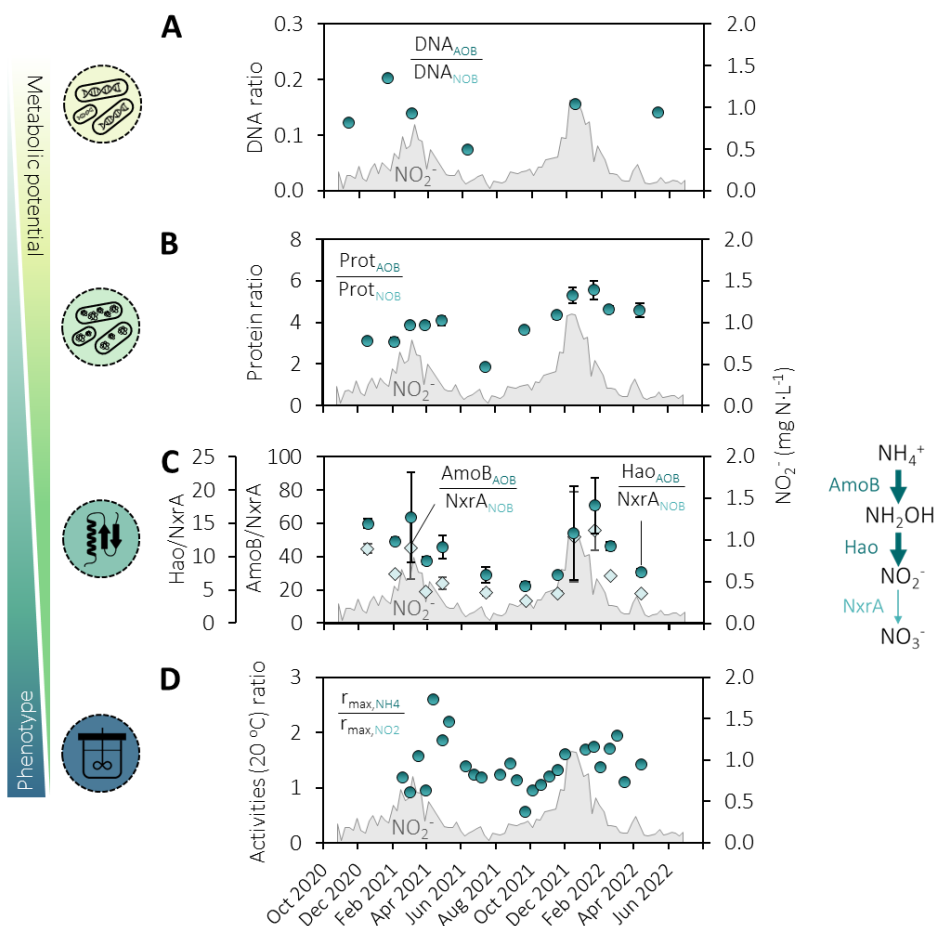 Metabolic potential
Phenotype
A
DNA ratio
0.3
0.2
0.1
0.0
DNA_AOB
DNA_NOB
NO₂⁻
2.0
1.5
1.0
0.5
0.0
B
Protein ratio
8
6
4
2
0
Prot_AOB
Prot_NOB
NO₂⁻
2.0
1.5
1.0
0.5
0.0
NO₂⁻ (mg N·L⁻¹)
C
Hao/NxrA
25
20
15
10
5
0
AmoB/NxrA
100
80
60
40
20
0
AmoB_AOB
NxrA_NOB
Hao_AOB
NxrA_NOB
NO₂⁻
2.0
1.5
1.0
0.5
0.0
NH₄⁺
AmoB
NH₂OH
Hao
NO₂⁻
NxrA
NO₃⁻
D
Activities (20 ºC) ratio
3
2
1
0
r_max,NH4
r_max,NO2
NO₂⁻
2.0
1.5
1.0
0.5
0.0
Oct 2020
Dec 2020
Feb 2021
Apr 2021
Jun 2021
Aug 2021
Oct 2021
Dec 2021
Feb 2022
Apr 2022
Jun 2022